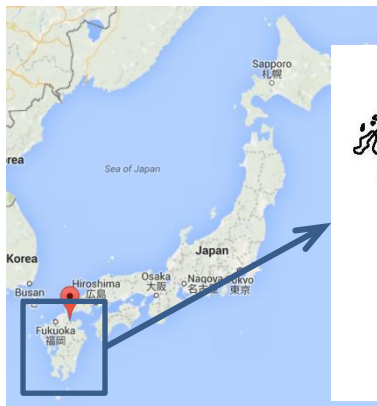 Sapporo
札幌
rea
Sea of Japan
Korea
Japan
Busan
Hiroshima
広島
Osaka
大阪
Nagoya
名古屋
Tokyo
東京
Fukuoka
福岡